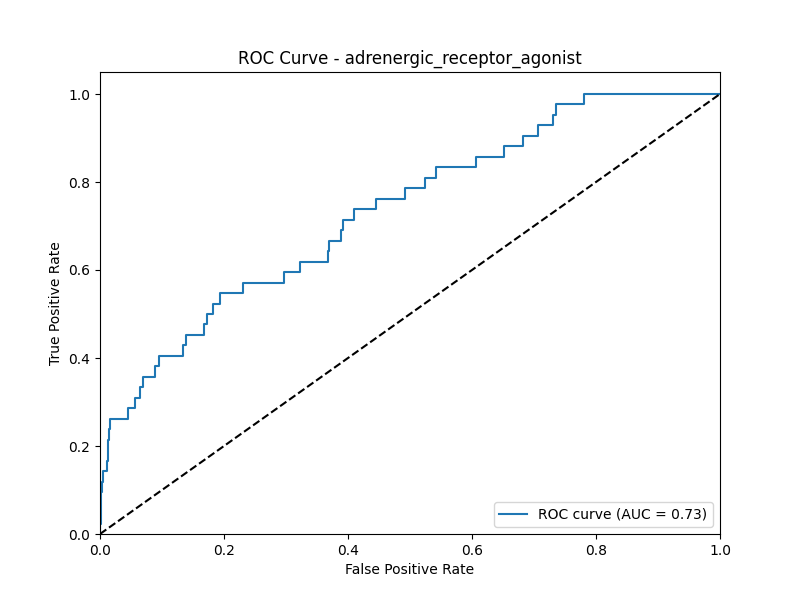 ROC Curve - adrenergic_receptor_agonist
True Positive Rate
1.0
0.8
0.6
0.4
0.2
0.0
0.0 0.2 0.4 0.6 0.8 1.0
False Positive Rate
ROC curve (AUC = 0.73)